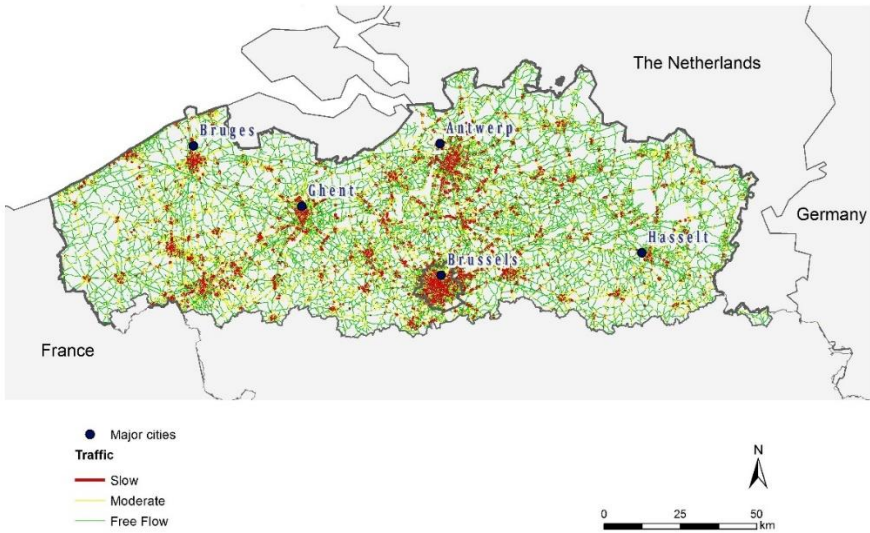 The Netherlands
Bruges
Antwerp
Ghent
Germany
Hasselt
Brussels
France
Major cities
Traffic
Slow
Moderate
Free Flow
N
0 25 50
km